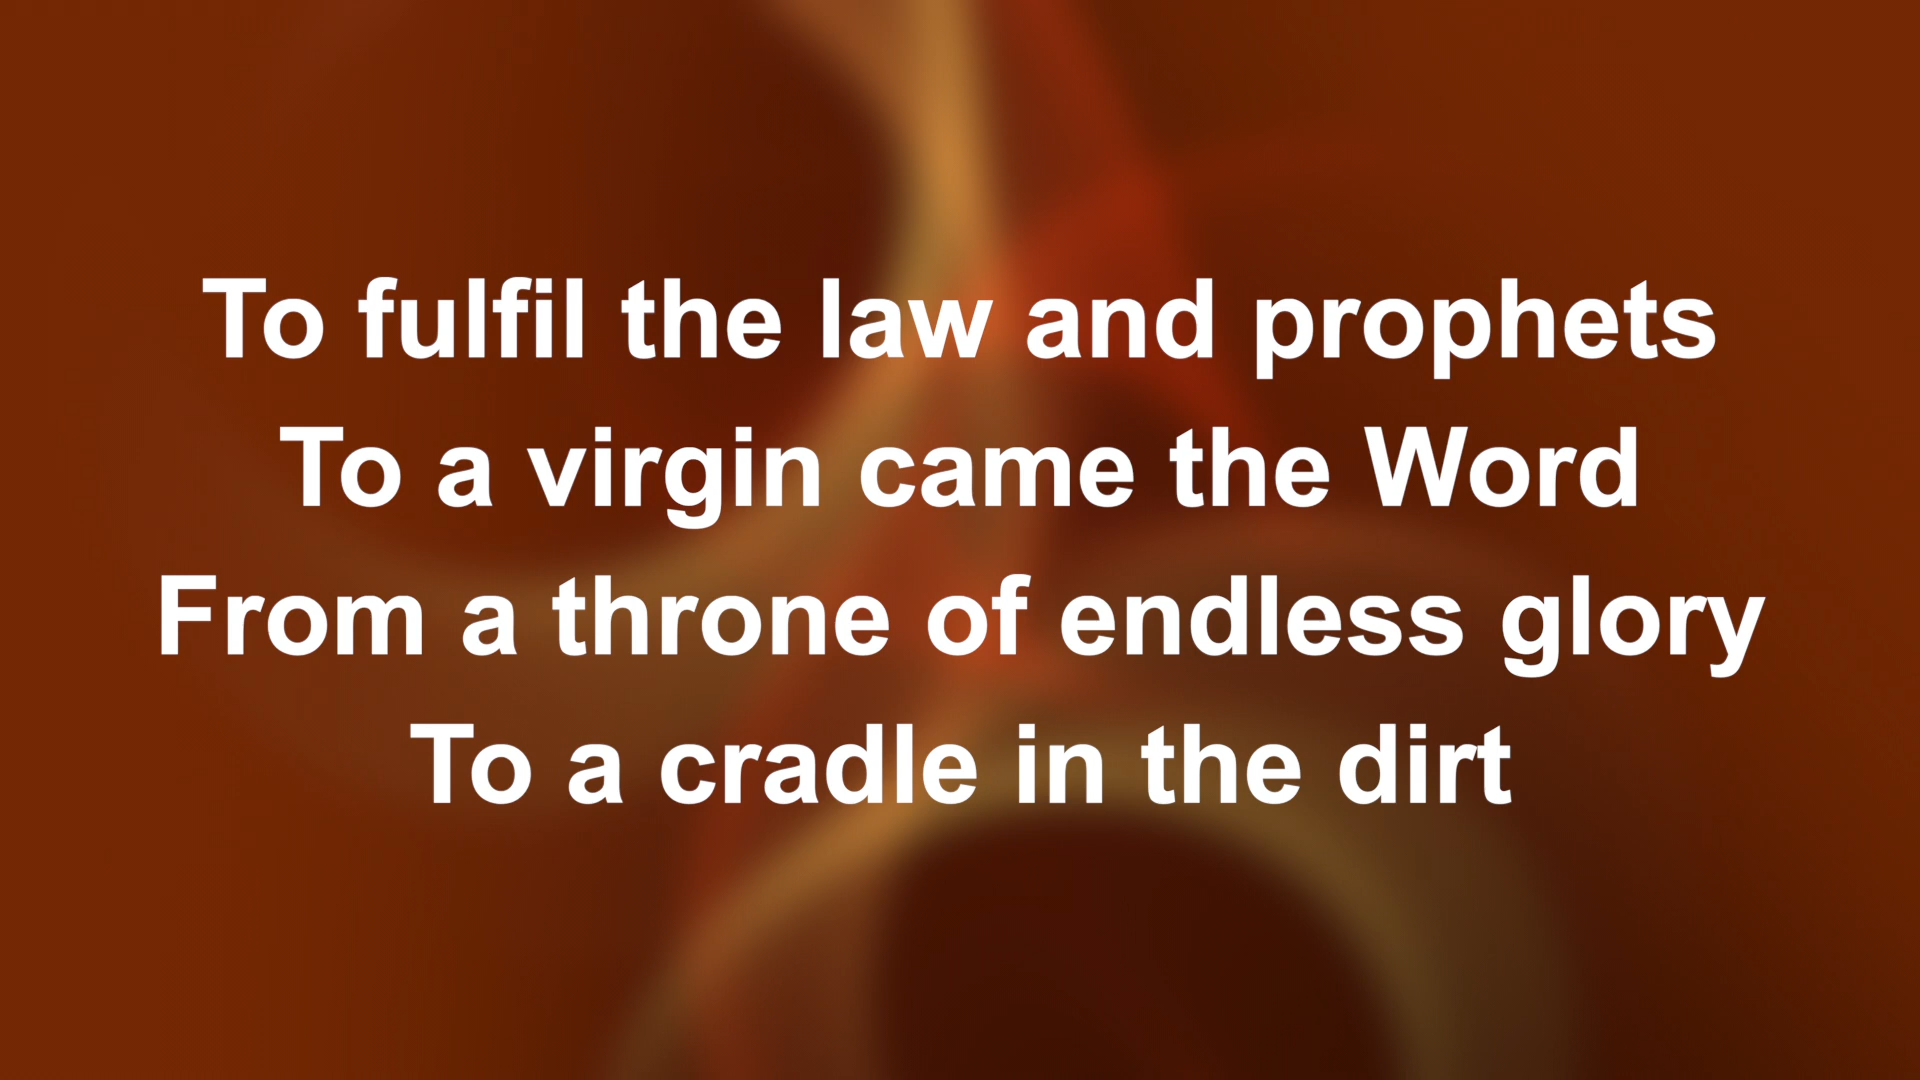 To fulfil the law and prophets
To a virgin came the Word
From a throne of endless glory
To a cradle in the dirt